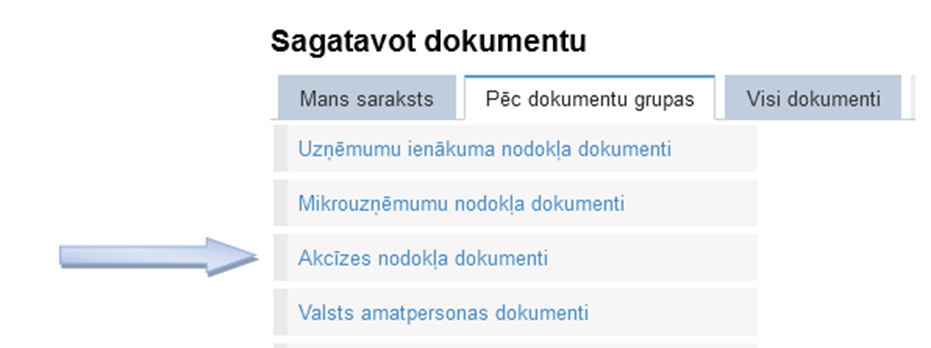 Sagatavot dokumentu
Mans saraksts Pēc dokumentu grupas Visi dokumenti
Uzņēmumu ienākuma nodokļa dokumenti
Mikrouzņēmumu nodokļa dokumenti
Akcīzes nodokļa dokumenti
Valsts amatpersonas dokumenti